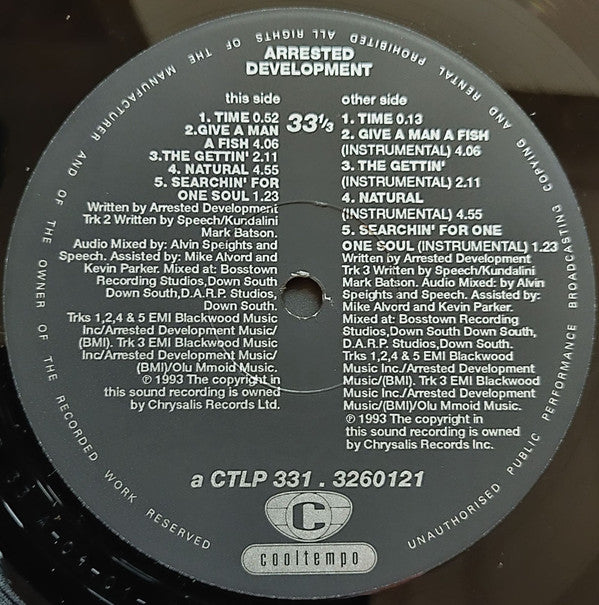 ALL RIGHTS OF THE MANUFACTURER AND OF THE OWNER OF THE RECORDED WORK RESERVED
UNAUTHORISED PUBLIC PERFORMANCE BROADCASTING COPYING AND RENTAL PROHIBITED
ARRESTED
DEVELOPMENT
this side
1. TIME 0.52
2.GIVE A MAN
A FISH 4.06
3.THE GETTIN' 2.11
4. NATURAL 4.55
5. SEARCHIN' FOR
ONE SOUL 1.23
Written by Arrested Development
Trk 2 Written by Speech/Kundalini
Mark Batson.
Audio Mixed by: Alvin Speights and
Speech. Assisted by: Mike Alvord and
Kevin Parker. Mixed at: Bosstown
Recording Studios,Down South
Down South,D.A.R.P. Studios,
Down South.
Trks 1,2,4 & 5 EMI Blackwood Music
Inc/Arrested Development Music/
(BMI). Trk 3 EMI Blackwood Music
Inc/Arrested Development Music/
(BMI)/Olu Mmoid Music.
℗ 1993 The copyright in
this sound recording is owned
by Chrysalis Records Ltd.
33⅓
other side
1. TIME 0.13
2. GIVE A MAN A FISH
(INSTRUMENTAL) 4.06
3. THE GETTIN'
(INSTRUMENTAL) 2.11
4. NATURAL
(INSTRUMENTAL) 4.55
5. SEARCHIN' FOR ONE
ONE SOUL (INSTRUMENTAL) 1.23
Written by Arrested Development
Trk 3 Written by Speech/Kundalini
Mark Batson. Audio Mixed: by Alvin
Speights and Speech. Assisted by:
Mike Alvord and Kevin Parker.
Mixed at: Bosstown Recording
Studios,Down South Down South,
D.A.R.P. Studios,Down South.
Trks 1,2,4 & 5 EMI Blackwood
Music Inc./Arrested Development
Music/(BMI). Trk 3 EMI Blackwood
Music Inc./Arrested Development
Music/(BMI)/Olu Mmoid Music.
℗ 1993 The copyright in
this sound recording is owned
by Chrysalis Records Inc.
a CTLP 331 . 3260121
C
cooltempo